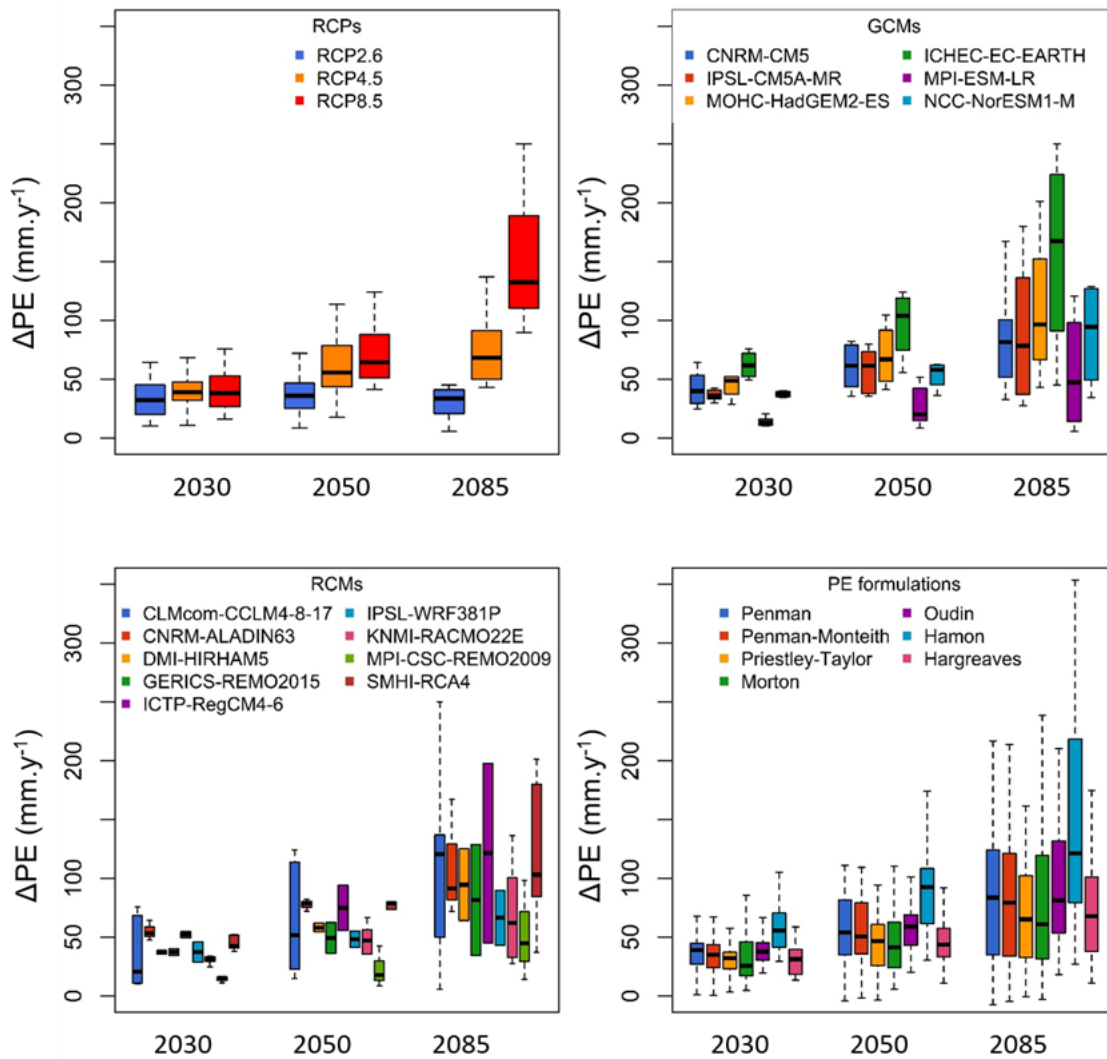 RCPs
RCP2.6
RCP4.5
RCP8.5
300
200
100
50
0
ΔPE (mm.y⁻¹)
2030 2050 2085
GCMs
CNRM-CM5 ICHEC-EC-EARTH
IPSL-CM5A-MR MPI-ESM-LR
MOHC-HadGEM2-ES NCC-NorESM1-M
300
200
100
50
0
ΔPE (mm.y⁻¹)
2030 2050 2085
RCMs
CLMcom-CCLM4-8-17 IPSL-WRF381P
CNRM-ALADIN63 KNMI-RACMO22E
DMI-HIRHAM5 MPI-CSC-REMO2009
GERICS-REMO2015 SMHI-RCA4
ICTP-RegCM4-6
300
200
100
50
0
ΔPE (mm.y⁻¹)
2030 2050 2085
PE formulations
Penman Oudin
Penman-Monteith Hamon
Priestley-Taylor Hargreaves
Morton
300
200
100
50
0
ΔPE (mm.y⁻¹)
2030 2050 2085